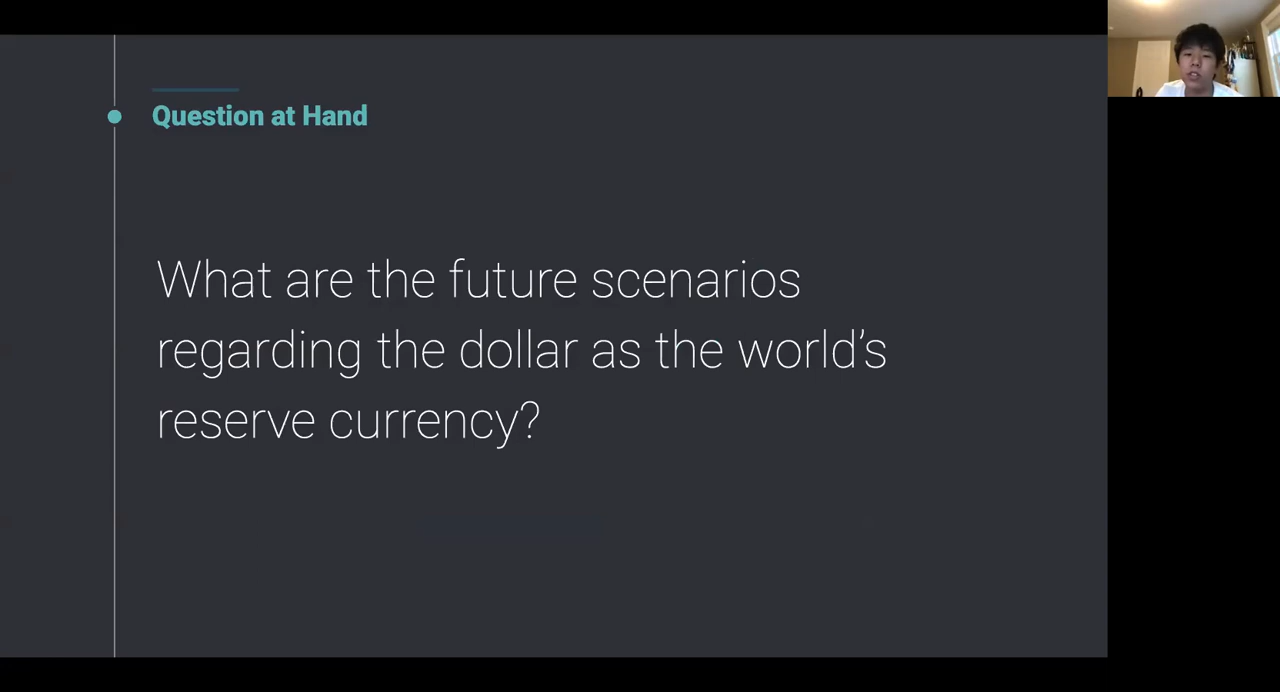 Question at Hand
What are the future scenarios
regarding the dollar as the world’s
reserve currency?